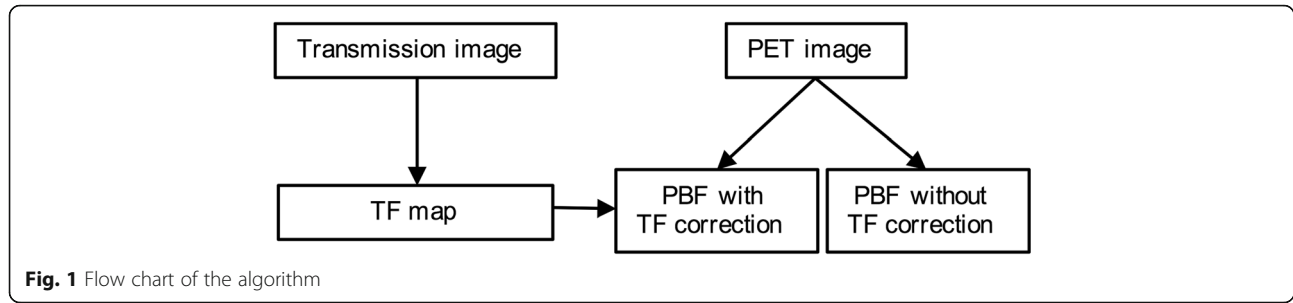 Transmission image
PET image
TF map
PBF with
TF correction
PBF without
TF correction
Fig. 1 Flow chart of the algorithm